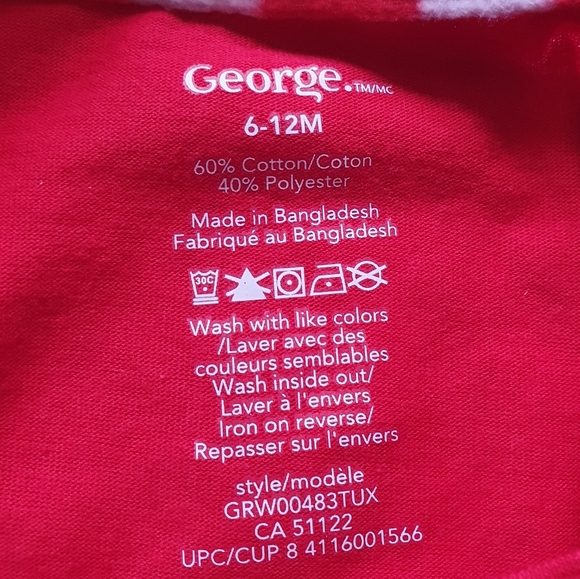 George.TM/MC
6-12M
60% Cotton/Coton
40% Polyester
Made in Bangladesh
Fabriqué au Bangladesh
30C
Wash with like colors
/Laver avec des
couleurs semblables
Wash inside out/
Laver à l'envers
Iron on reverse/
Repasser sur l'envers
style/modèle
GRW00483TUX
CA 51122
UPC/CUP 8 4116001566